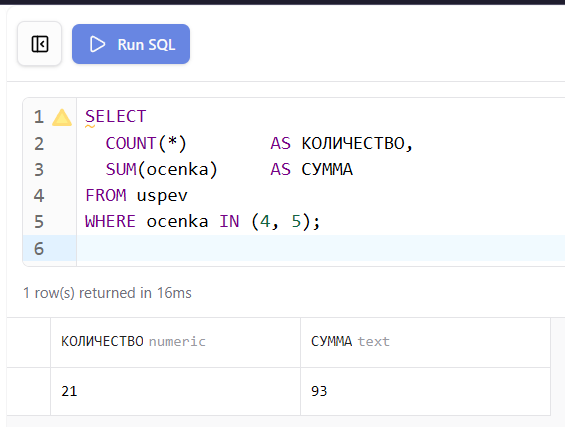 Run SQL
1 SELECT
2 COUNT(*) AS КОЛИЧЕСТВО,
3 SUM(ocenka) AS СУММА
4 FROM uspev
5 WHERE ocenka IN (4, 5);
6
1 row(s) returned in 16ms
КОЛИЧЕСТВО numeric СУММА text
21 93